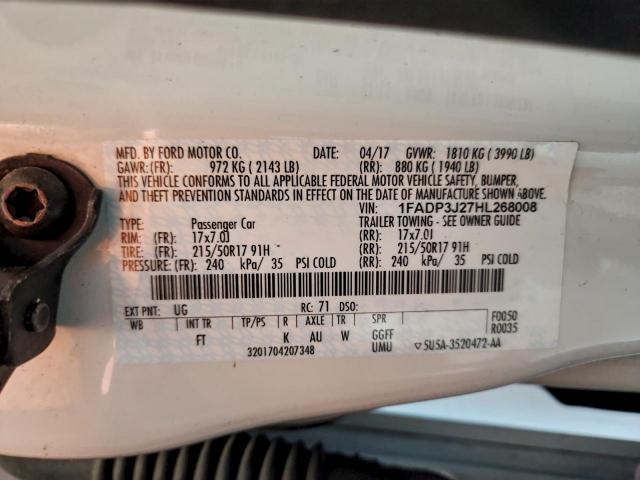 MFD. BY FORD MOTOR CO. DATE: 04/17 GVWR: 1810 KG ( 3990 LB)
GAWR: (FR): 972 KG ( 2143 LB) (RR): 880 KG ( 1940 LB)
THIS VEHICLE CONFORMS TO ALL APPLICABLE FEDERAL MOTOR VEHICLE SAFETY, BUMPER,
AND THEFT PREVENTION STANDARDS IN EFFECT ON THE DATE OF MANUFACTURE SHOWN ABOVE.
VIN: 1FADP3J27HL268008
TYPE: Passenger Car TRAILER TOWING - SEE OWNER GUIDE
RIM: (FR): 17x7.0J (RR): 17x7.0J
TIRE: (FR): 215/50R17 91H (RR): 215/50R17 91H
PRESSURE: (FR): 240 kPa/ 35 PSI COLD (RR): 240 kPa/ 35 PSI COLD
EXT PNT: UG RC: 71 DSO: F0050
WB INT TR TP/PS R AXLE TR SPR R0035
FT K AU W GGFF
3201704207348 UMU ▽5U5A-3520472-AA